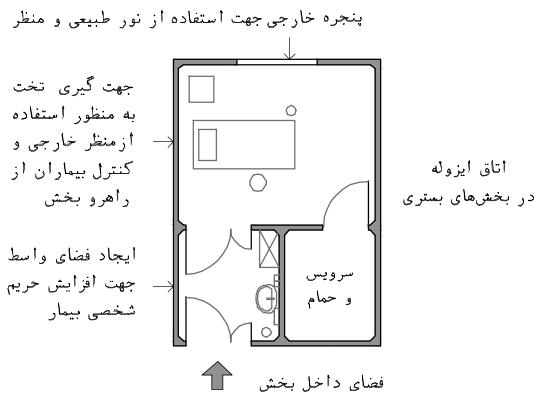 پنجره خارجی جهت استفاده از نور طبیعی و منظر
جهت گیری تخت
به منظور استفاده
از منظر خارجی و
کنترل بیماران از
راهرو بخش
اتاق ایزوله
در بخش‌های بستری
ایجاد فضای واسط
جهت افزایش حریم
شخصی بیمار
سرویس
و حمام
فضای داخل بخش